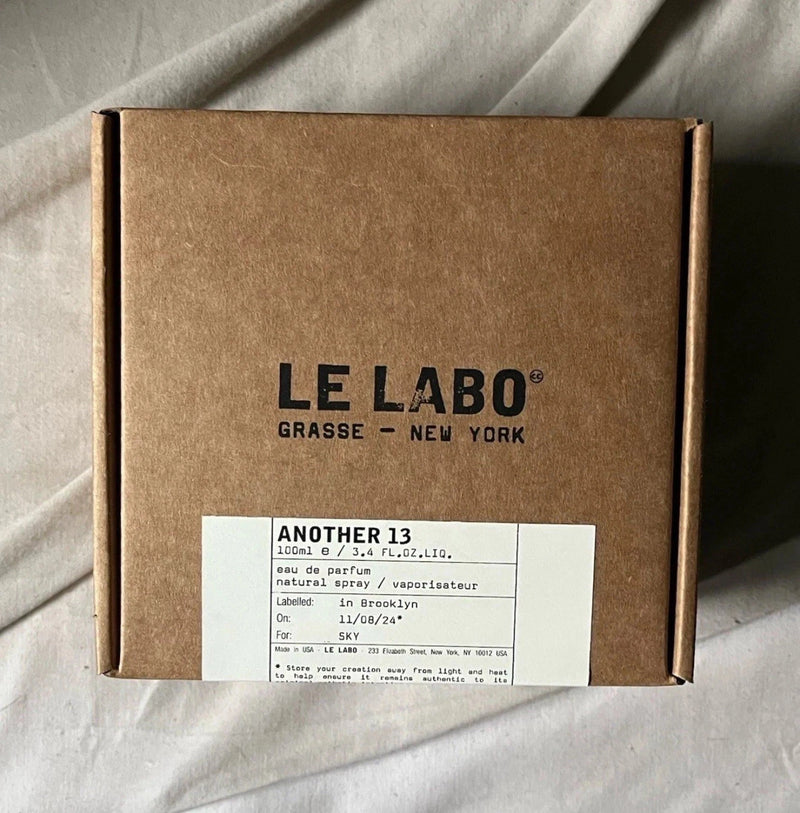 LE LABO
GRASSE — NEW YORK
ANOTHER 13
100ml e / 3.4 FL.OZ.LIQ.
eau de parfum
natural spray / vaporisateur
Labelled: in Brooklyn
On: 11/08/24*
For: SKY
Made in USA · LE LABO · 233 Elizabeth Street, New York, NY 10012 USA
* Store your creation away from light and heat
to help ensure it remains authentic to its